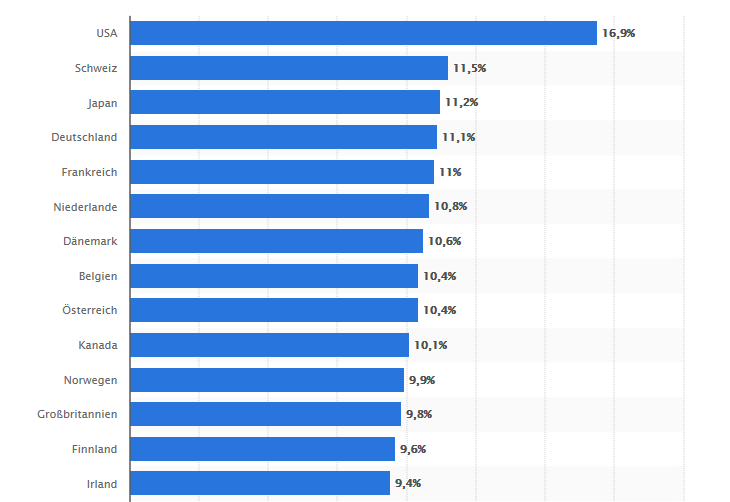 USA 16,9%
Schweiz 11,5%
Japan 11,2%
Deutschland 11,1%
Frankreich 11%
Niederlande 10,8%
Dänemark 10,6%
Belgien 10,4%
Österreich 10,4%
Kanada 10,1%
Norwegen 9,9%
Großbritannien 9,8%
Finnland 9,6%
Irland 9,4%